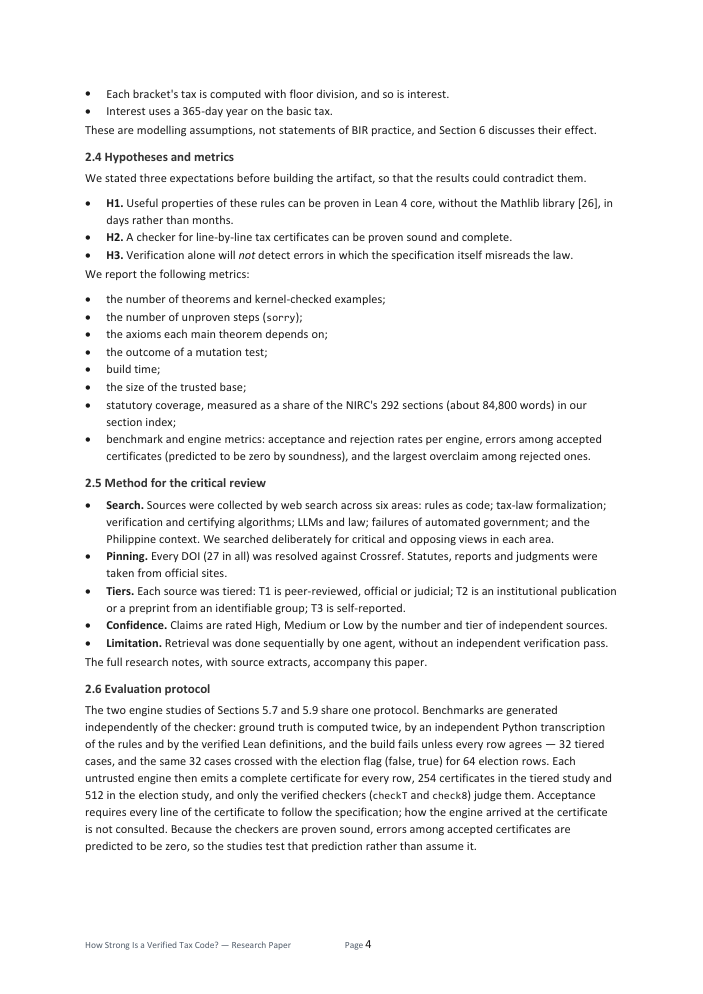 • Each bracket's tax is computed with floor division, and so is interest.
• Interest uses a 365-day year on the basic tax.
These are modelling assumptions, not statements of BIR practice, and Section 6 discusses their effect.
2.4 Hypotheses and metrics
We stated three expectations before building the artifact, so that the results could contradict them.
• H1. Useful properties of these rules can be proven in Lean 4 core, without the Mathlib library [26], in
days rather than months.
• H2. A checker for line-by-line tax certificates can be proven sound and complete.
• H3. Verification alone will not detect errors in which the specification itself misreads the law.
We report the following metrics:
• the number of theorems and kernel-checked examples;
• the number of unproven steps (sorry);
• the axioms each main theorem depends on;
• the outcome of a mutation test;
• build time;
• the size of the trusted base;
• statutory coverage, measured as a share of the NIRC's 292 sections (about 84,800 words) in our
section index;
• benchmark and engine metrics: acceptance and rejection rates per engine, errors among accepted
certificates (predicted to be zero by soundness), and the largest overclaim among rejected ones.
2.5 Method for the critical review
• Search. Sources were collected by web search across six areas: rules as code; tax-law formalization;
verification and certifying algorithms; LLMs and law; failures of automated government; and the
Philippine context. We searched deliberately for critical and opposing views in each area.
• Pinning. Every DOI (27 in all) was resolved against Crossref. Statutes, reports and judgments were
taken from official sites.
• Tiers. Each source was tiered: T1 is peer-reviewed, official or judicial; T2 is an institutional publication
or a preprint from an identifiable group; T3 is self-reported.
• Confidence. Claims are rated High, Medium or Low by the number and tier of independent sources.
• Limitation. Retrieval was done sequentially by one agent, without an independent verification pass.
The full research notes, with source extracts, accompany this paper.
2.6 Evaluation protocol
The two engine studies of Sections 5.7 and 5.9 share one protocol. Benchmarks are generated
independently of the checker: ground truth is computed twice, by an independent Python transcription
of the rules and by the verified Lean definitions, and the build fails unless every row agrees — 32 tiered
cases, and the same 32 cases crossed with the election flag (false, true) for 64 election rows. Each
untrusted engine then emits a complete certificate for every row, 254 certificates in the tiered study and
512 in the election study, and only the verified checkers (checkT and check8) judge them. Acceptance
requires every line of the certificate to follow the specification; how the engine arrived at the certificate
is not consulted. Because the checkers are proven sound, errors among accepted certificates are
predicted to be zero, so the studies test that prediction rather than assume it.
How Strong Is a Verified Tax Code? — Research Paper Page 4